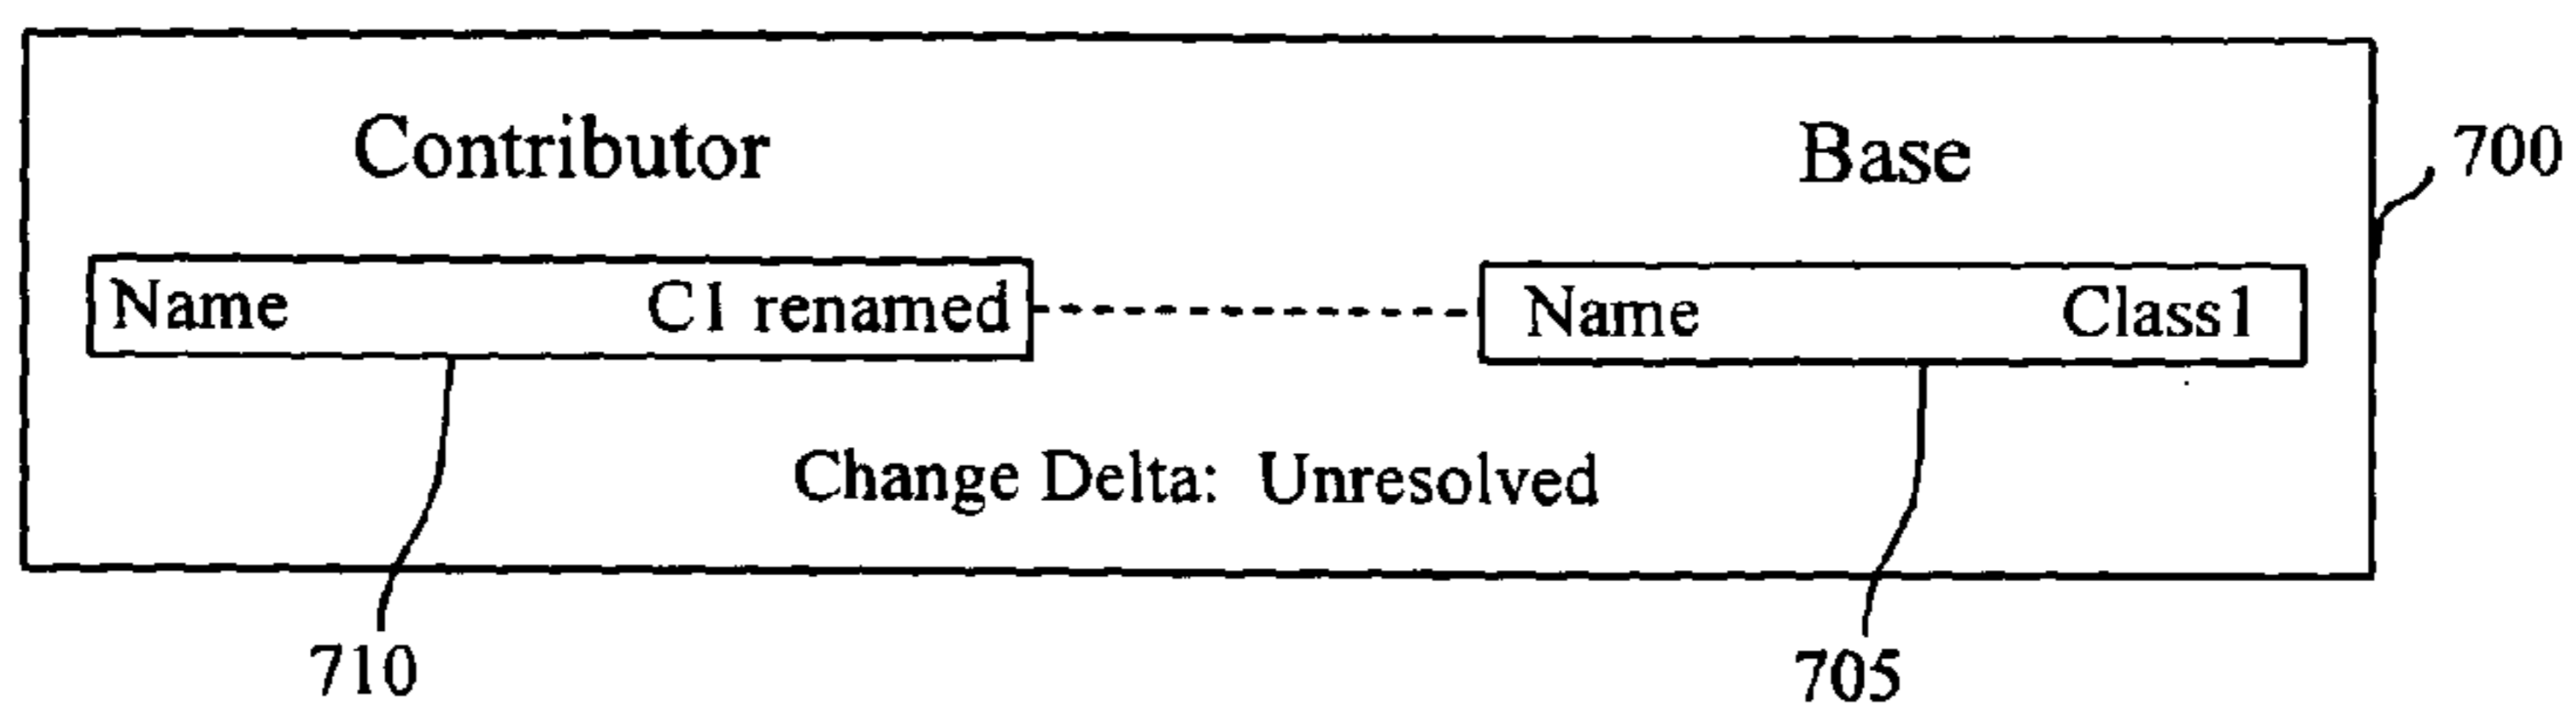 Contributor Base
700
Name C1 renamed Name Class1
Change Delta: Unresolved
710 705